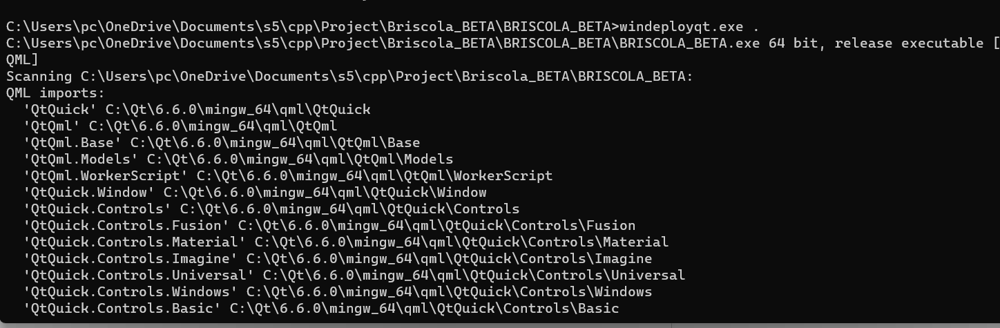 C:\Users\pc\OneDrive\Documents\s5\cpp\Project\Briscola_BETA\BRISCOLA_BETA>windeployqt.exe .
C:\Users\pc\OneDrive\Documents\s5\cpp\Project\Briscola_BETA\BRISCOLA_BETA\BRISCOLA_BETA.exe 64 bit, release executable [
QML]
Scanning C:\Users\pc\OneDrive\Documents\s5\cpp\Project\Briscola_BETA\BRISCOLA_BETA:
QML imports:
  'QtQuick' C:\Qt\6.6.0\mingw_64\qml\QtQuick
  'QtQml' C:\Qt\6.6.0\mingw_64\qml\QtQml
  'QtQml.Base' C:\Qt\6.6.0\mingw_64\qml\QtQml\Base
  'QtQml.Models' C:\Qt\6.6.0\mingw_64\qml\QtQml\Models
  'QtQml.WorkerScript' C:\Qt\6.6.0\mingw_64\qml\QtQml\WorkerScript
  'QtQuick.Window' C:\Qt\6.6.0\mingw_64\qml\QtQuick\Window
  'QtQuick.Controls' C:\Qt\6.6.0\mingw_64\qml\QtQuick\Controls
  'QtQuick.Controls.Fusion' C:\Qt\6.6.0\mingw_64\qml\QtQuick\Controls\Fusion
  'QtQuick.Controls.Material' C:\Qt\6.6.0\mingw_64\qml\QtQuick\Controls\Material
  'QtQuick.Controls.Imagine' C:\Qt\6.6.0\mingw_64\qml\QtQuick\Controls\Imagine
  'QtQuick.Controls.Universal' C:\Qt\6.6.0\mingw_64\qml\QtQuick\Controls\Universal
  'QtQuick.Controls.Windows' C:\Qt\6.6.0\mingw_64\qml\QtQuick\Controls\Windows
  'QtQuick.Controls.Basic' C:\Qt\6.6.0\mingw_64\qml\QtQuick\Controls\Basic